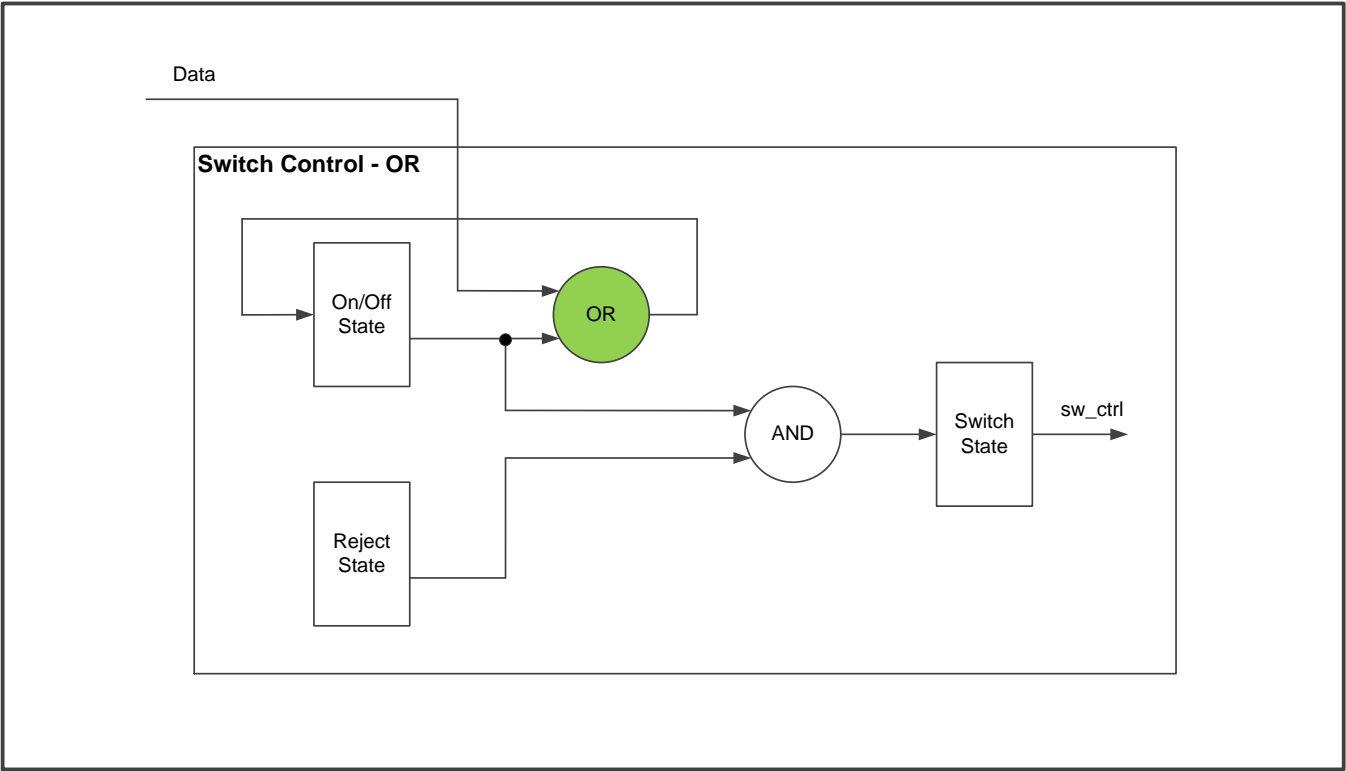 Data
Switch Control - OR
On/Off
State
OR
AND
Switch
State
sw_ctrl
Reject
State